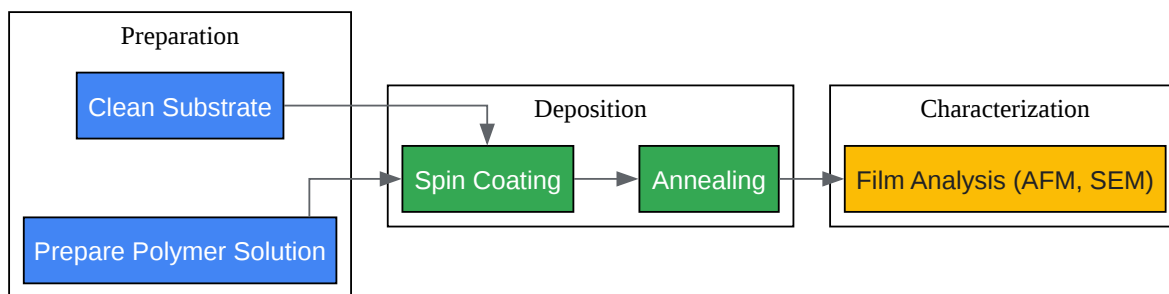 Preparation
Clean Substrate
Prepare Polymer Solution
Deposition
Spin Coating
Annealing
Characterization
Film Analysis (AFM, SEM)